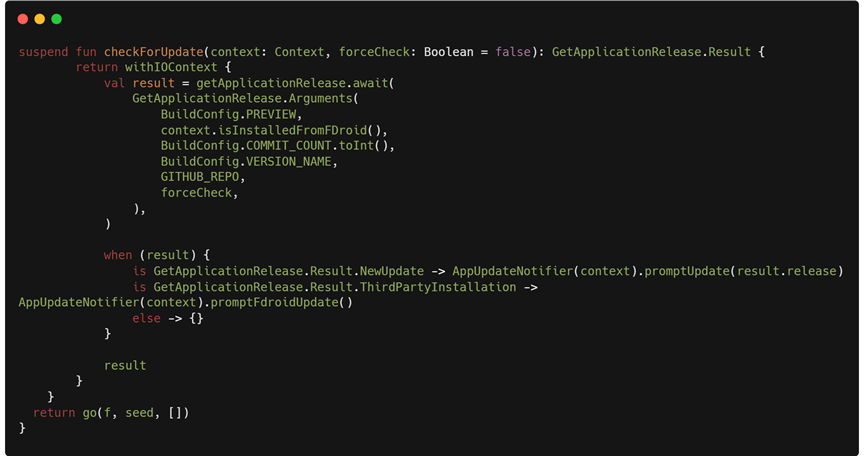 suspend fun checkForUpdate(context: Context, forceCheck: Boolean = false): GetApplicationRelease.Result {
        return withIOContext {
            val result = getApplicationRelease.await(
                GetApplicationRelease.Arguments(
                    BuildConfig.PREVIEW,
                    context.isInstalledFromFDroid(),
                    BuildConfig.COMMIT_COUNT.toInt(),
                    BuildConfig.VERSION_NAME,
                    GITHUB_REPO,
                    forceCheck,
                ),
            )

            when (result) {
                is GetApplicationRelease.Result.NewUpdate -> AppUpdateNotifier(context).promptUpdate(result.release)
                is GetApplicationRelease.Result.ThirdPartyInstallation ->
AppUpdateNotifier(context).promptFdroidUpdate()
                else -> {}
            }

            result
        }
    }
  return go(f, seed, [])
}